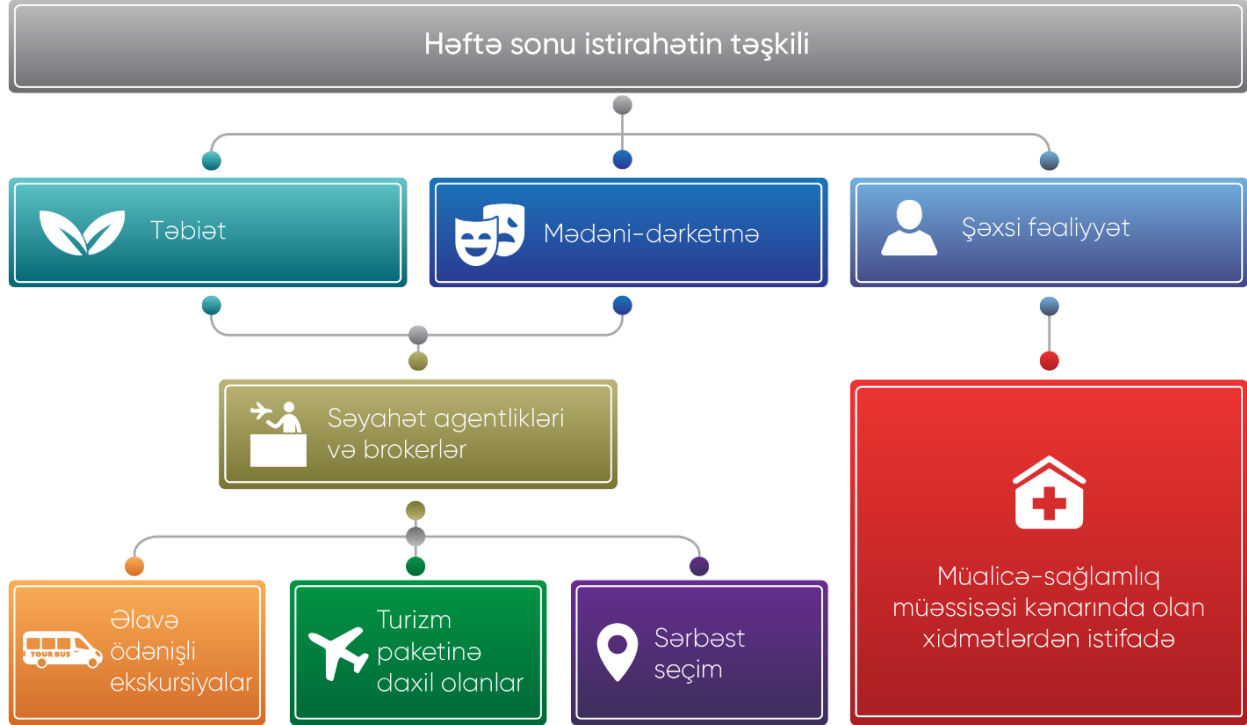 Həftə sonu istirahətin təşkili
Təbiət
Mədəni-dərketmə
Şəxsi fəaliyyət
Səyahət agentlikləri
və brokerlər
Əlavə
ödənişli
ekskursiyalar
TOUR BUS
Turizm
paketinə
daxil olanlar
Sərbəst
seçim
Müalicə-sağlamlıq
müəssisəsi kənarında olan
xidmətlərdən istifadə